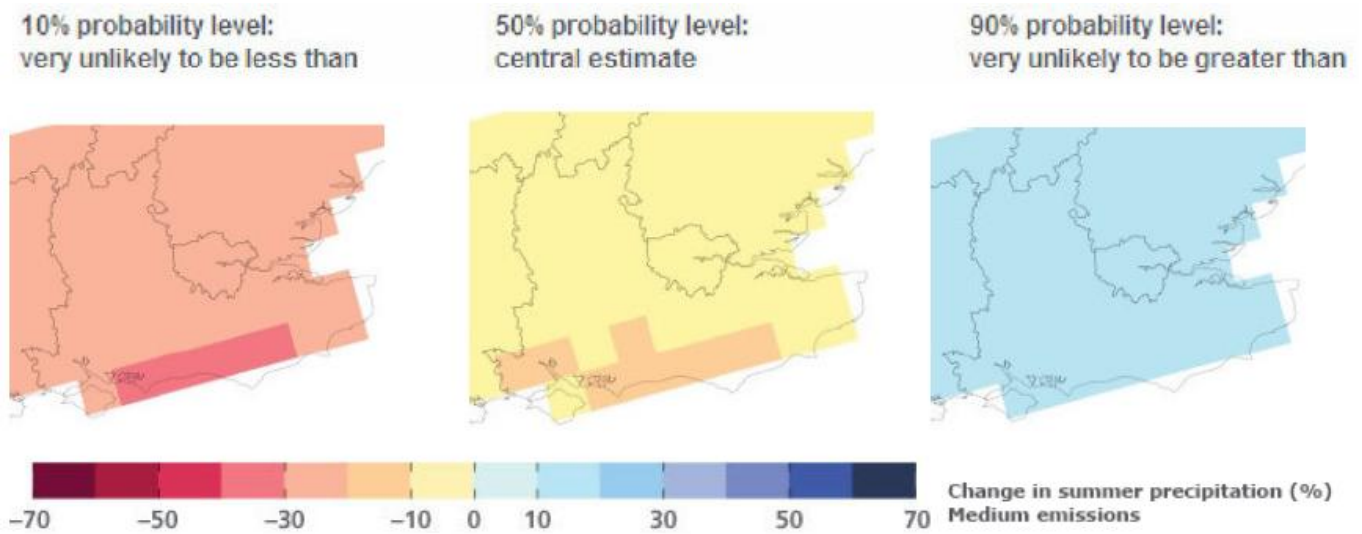 10% probability level:
very unlikely to be less than
50% probability level:
central estimate
90% probability level:
very unlikely to be greater than
–70 –50 –30 –10 0 10 30 50 70
Change in summer precipitation (%)
Medium emissions